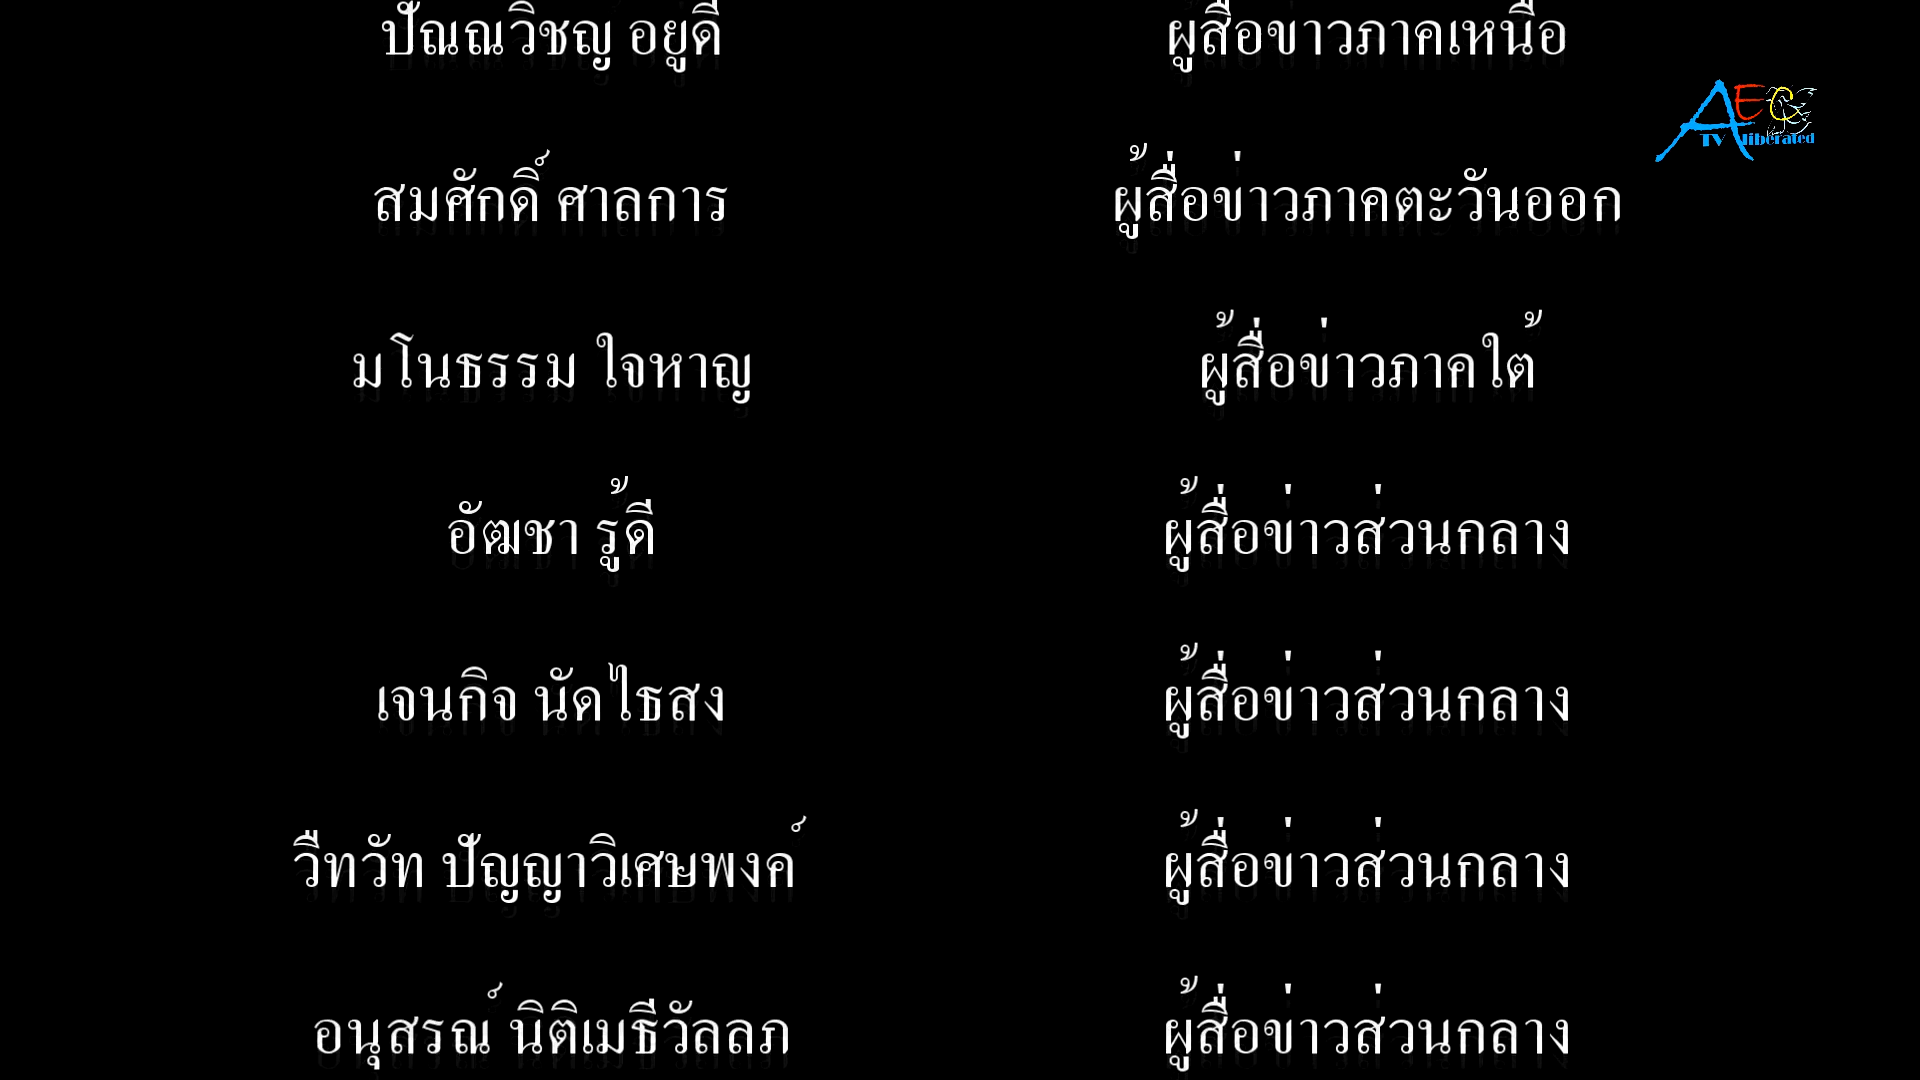 ปัณณวิชญ อยู่ดี ผู้สื่อข่าวภาคเหนือ
AEC
TV liberated
สมศักดิ์ ศาลการ ผู้สื่อข่าวภาคตะวันออก
มโนธรรม ใจหาญ ผู้สื่อข่าวภาคใต้
อัฒชา รู้ดี ผู้สื่อข่าวส่วนกลาง
เจนกิจ นัดไธสง ผู้สื่อข่าวส่วนกลาง
วืทวัท ปัญญาวิเศษพงค์ ผู้สื่อข่าวส่วนกลาง
อนุสรณ์ นิติเมธีวัลลภ ผู้สื่อข่าวส่วนกลาง